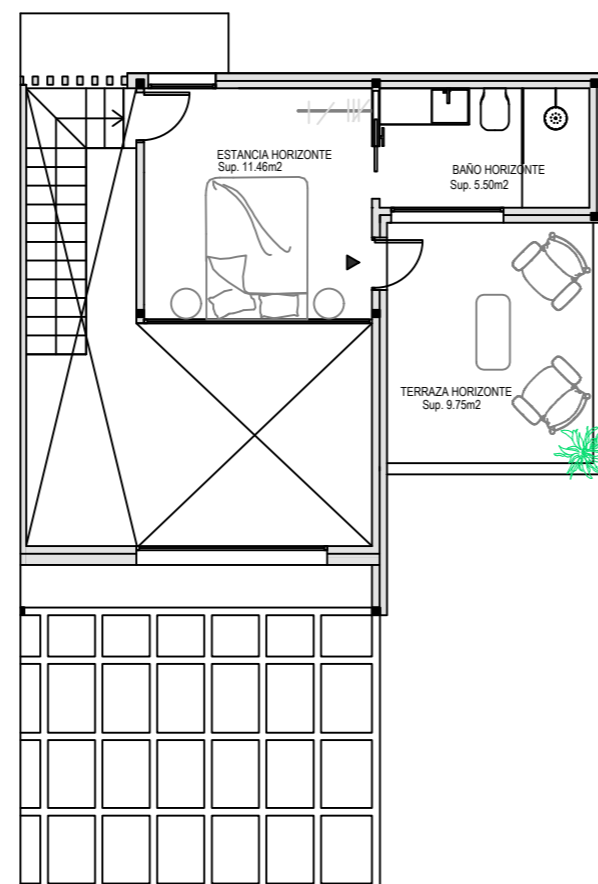 ESTANCIA HORIZONTE
Sup. 11.46m2
BAÑO HORIZONTE
Sup. 5.50m2
TERRAZA HORIZONTE
Sup. 9.75m2